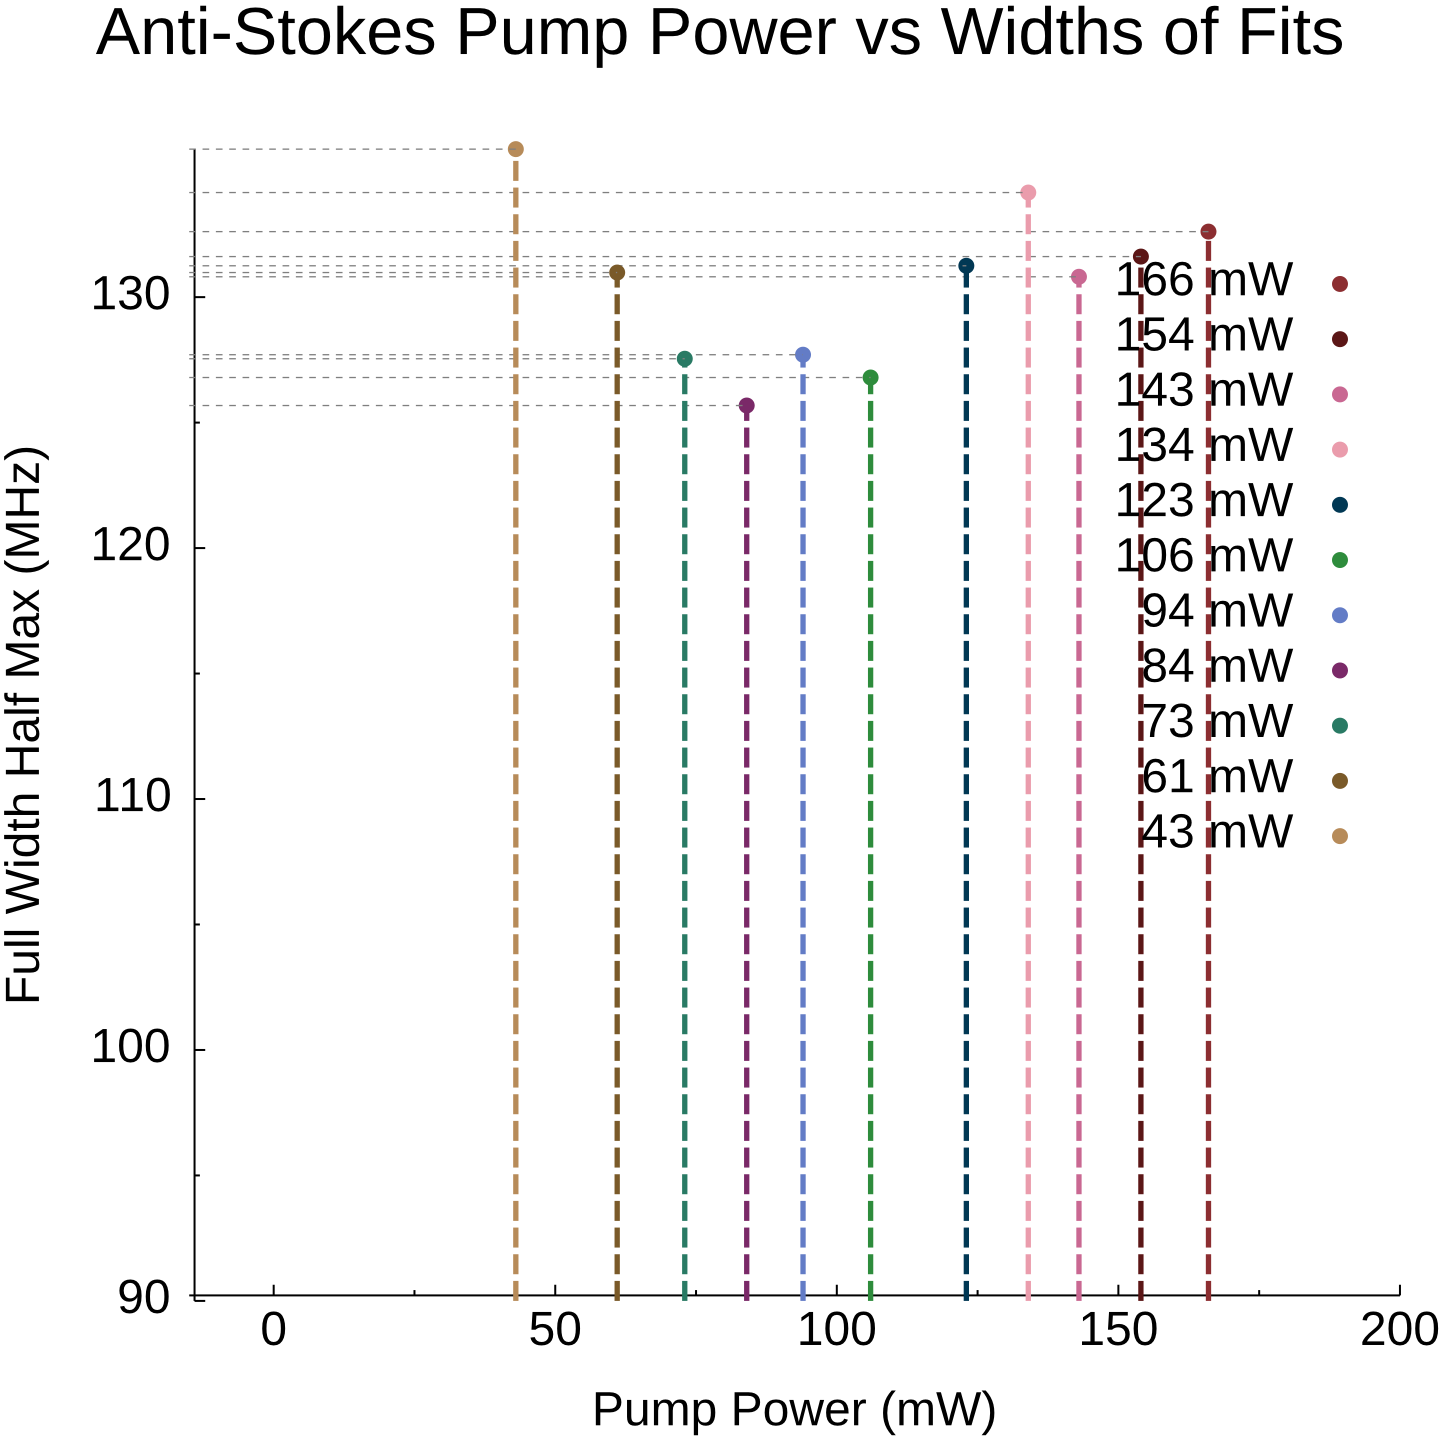 Anti-Stokes Pump Power vs Widths of Fits
Full Width Half Max (MHz)
130
120
110
100
90
166 mW
154 mW
143 mW
134 mW
123 mW
106 mW
94 mW
84 mW
73 mW
61 mW
43 mW
0 50 100 150 200
Pump Power (mW)